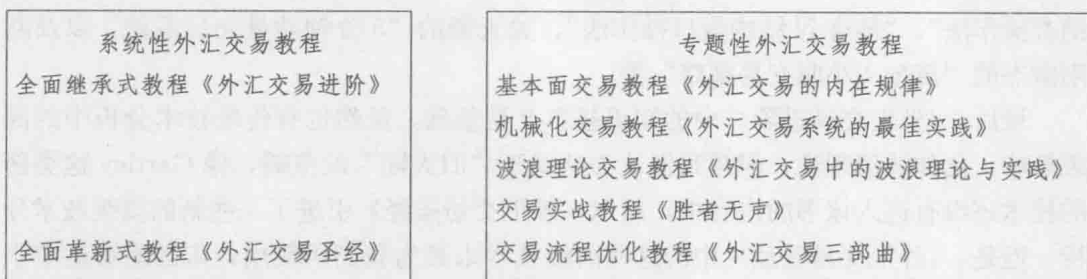 系统性外汇交易教程
全面继承式教程《外汇交易进阶》
全面革新式教程《外汇交易圣经》
专题性外汇交易教程
基本面交易教程《外汇交易的内在规律》
机械化交易教程《外汇交易系统的最佳实践》
波浪理论交易教程《外汇交易中的波浪理论与实践》
交易实战教程《胜者无声》
交易流程优化教程《外汇交易三部曲》